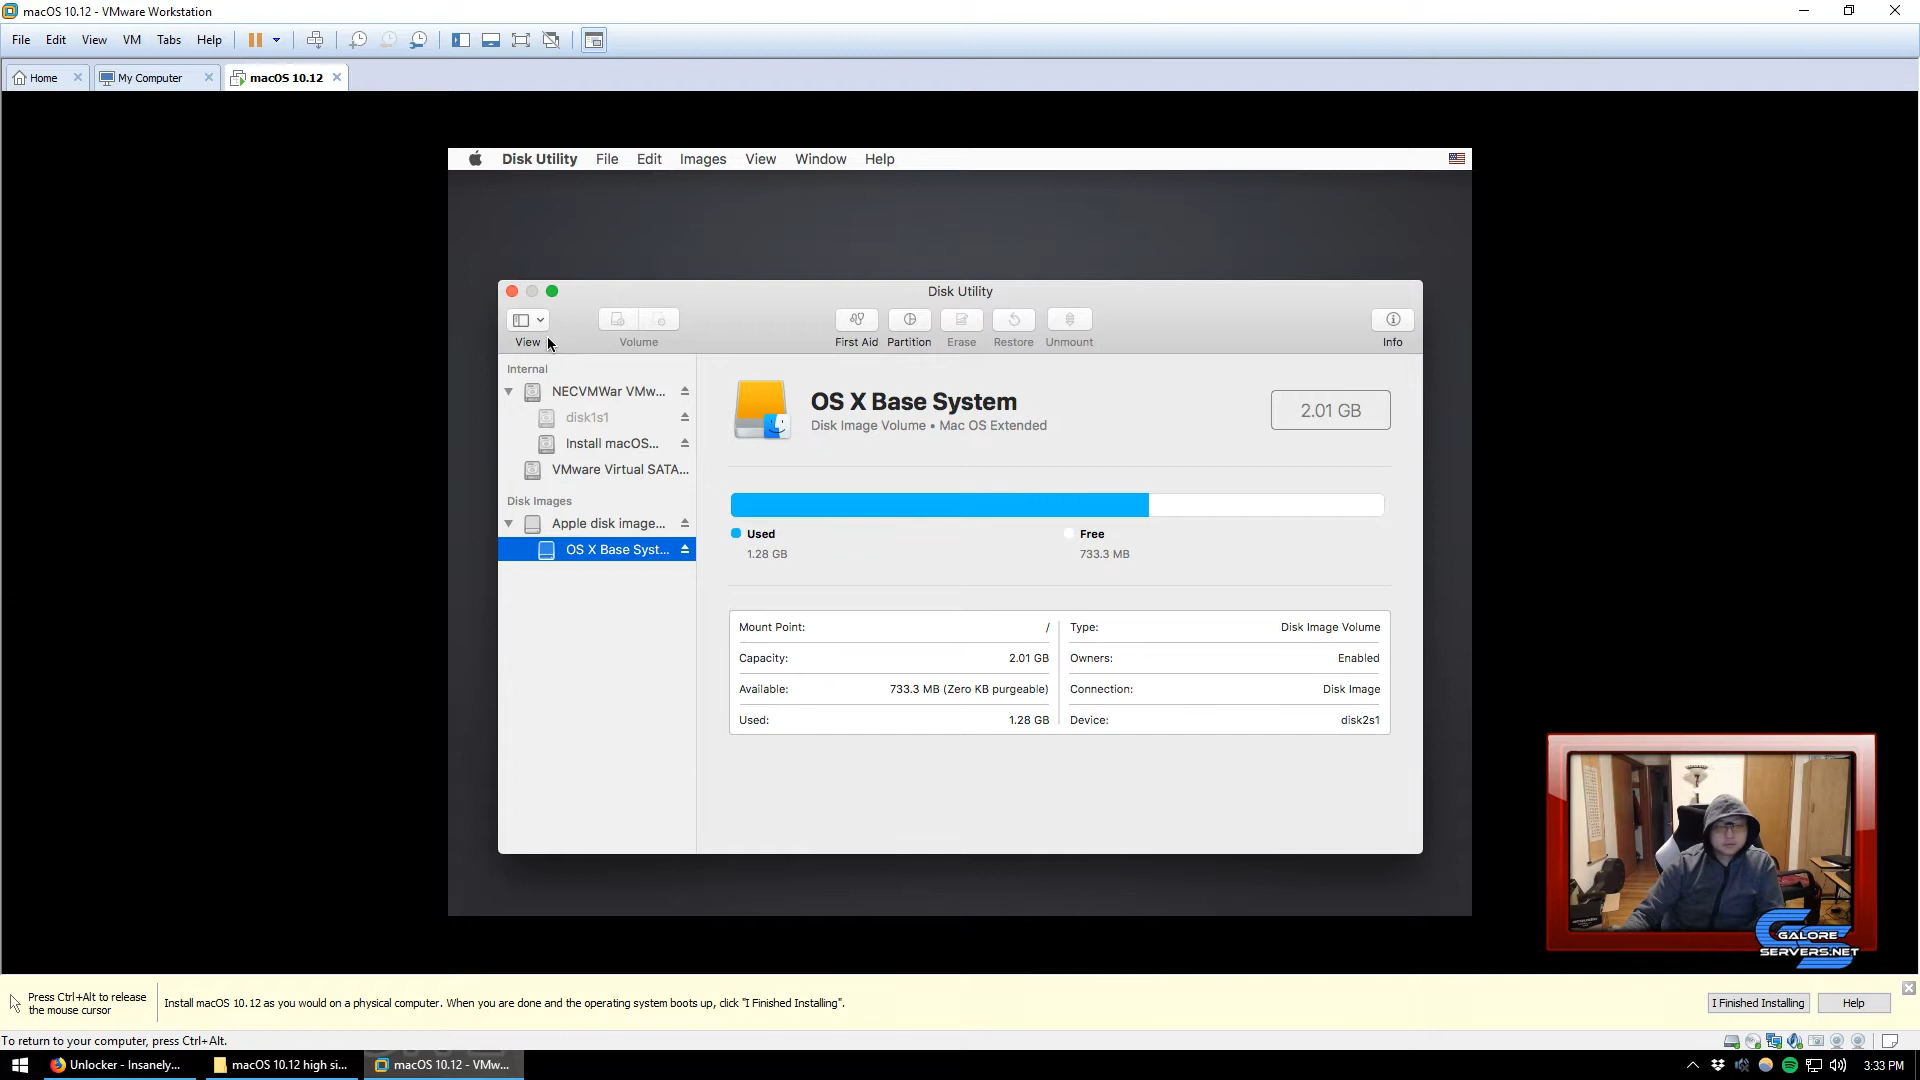 macOS 10.12 - VMware Workstation
File Edit View VM Tabs Help
Home My Computer macOS 10.12
Disk Utility File Edit Images View Window Help
Disk Utility
View Volume First Aid Partition Erase Restore Unmount Info
Internal
NECVMWar VMw...
disk1s1
Install macOS...
VMware Virtual SATA...
Disk Images
Apple disk image...
OS X Base Syst...
OS X Base System
Disk Image Volume • Mac OS Extended
2.01 GB
Used
1.28 GB
Free
733.3 MB
Mount Point: /
Type: Disk Image Volume
Capacity: 2.01 GB
Owners: Enabled
Available: 733.3 MB (Zero KB purgeable)
Connection: Disk Image
Used: 1.28 GB
Device: disk2s1
GALORE
SERVERS.NET
Press Ctrl+Alt to release
the mouse cursor
Install macOS 10.12 as you would on a physical computer. When you are done and the operating system boots up, click "I Finished Installing".
I Finished Installing Help
To return to your computer, press Ctrl+Alt.
Unlocker - Insanely... macOS 10.12 high si... macOS 10.12 - VMw... 3:33 PM